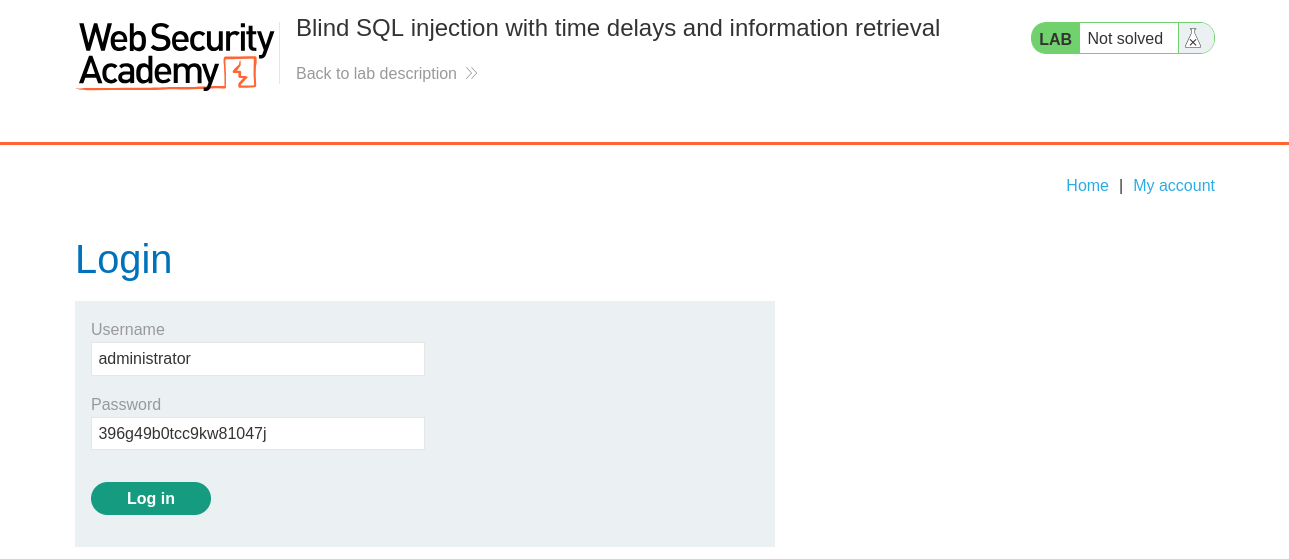 Web Security
Academy
Blind SQL injection with time delays and information retrieval
Back to lab description
LAB Not solved
Home | My account
Login
Username
administrator
Password
396g49b0tcc9kw81047j
Log in